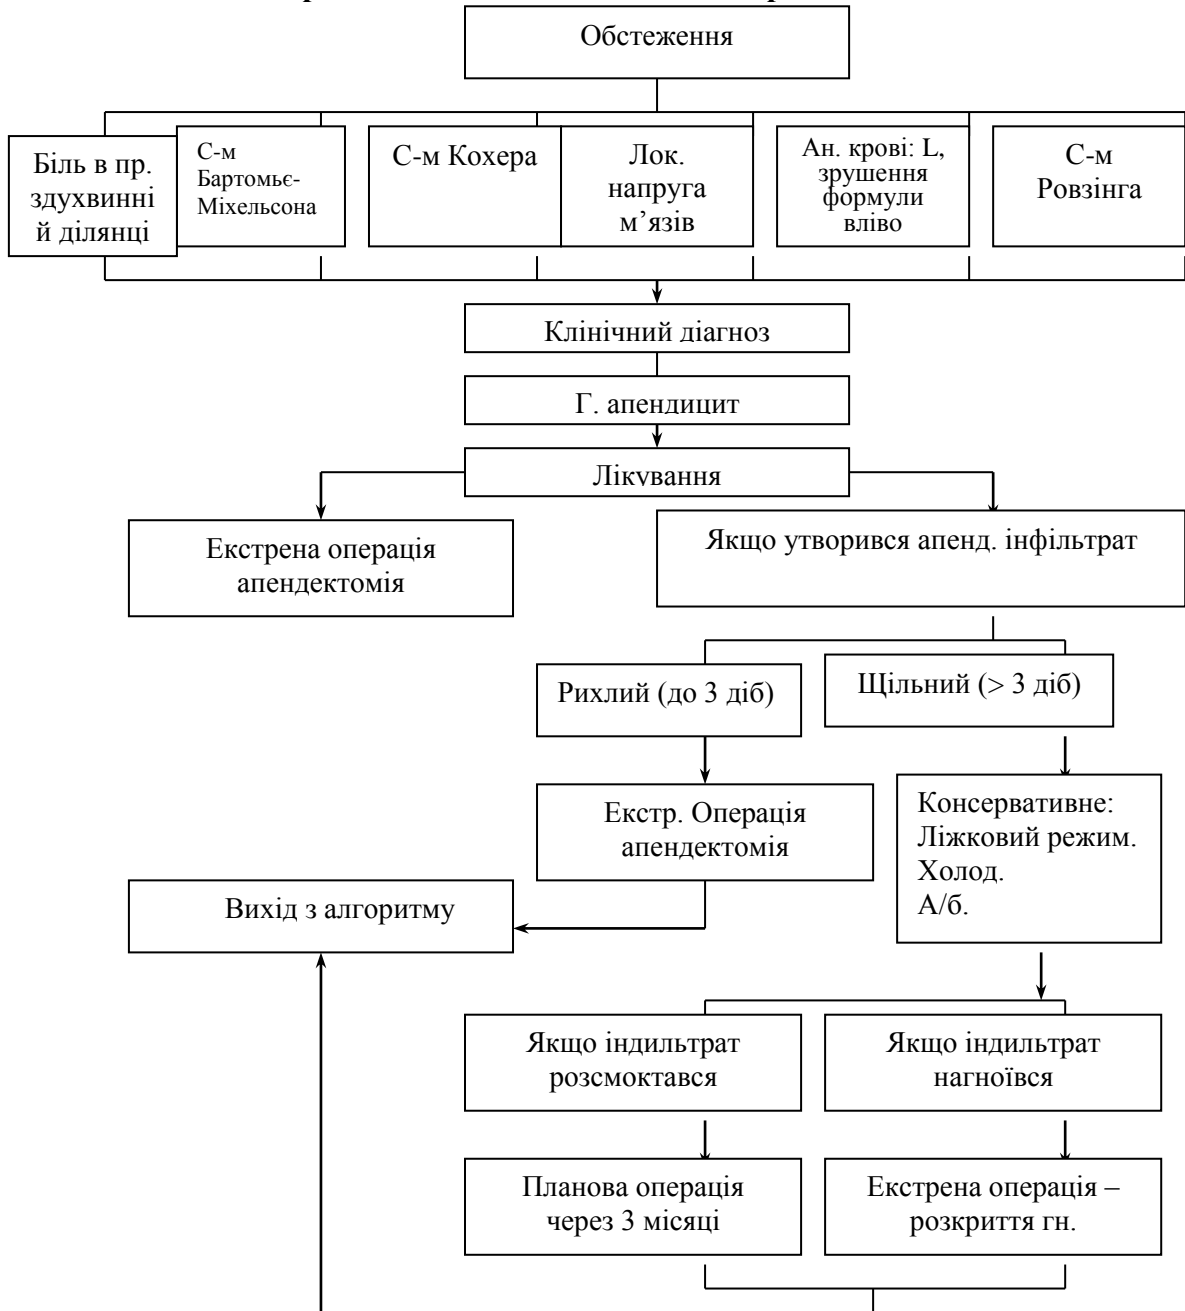 Обстеження
Біль в пр.
здухвинні
й ділянці
С-м
Бартомьє-
Міхельсона
С-м Кохера
Лок.
напруга
м’язів
Ан. крові: L,
зрушення
формули
вліво
С-м
Ровзінга
Клінічний діагноз
Г. апендицит
Лікування
Екстрена операція
апендектомія
Якщо утворився апенд. інфільтрат
Рихлий (до 3 діб)
Щільний (> 3 діб)
Екстр. Операція
апендектомія
Консервативне:
Ліжковий режим.
Холод.
А/б.
Вихід з алгоритму
Якщо індильтрат
розсмоктався
Якщо індильтрат
нагноївся
Планова операція
через 3 місяці
Екстрена операція –
розкриття гн.